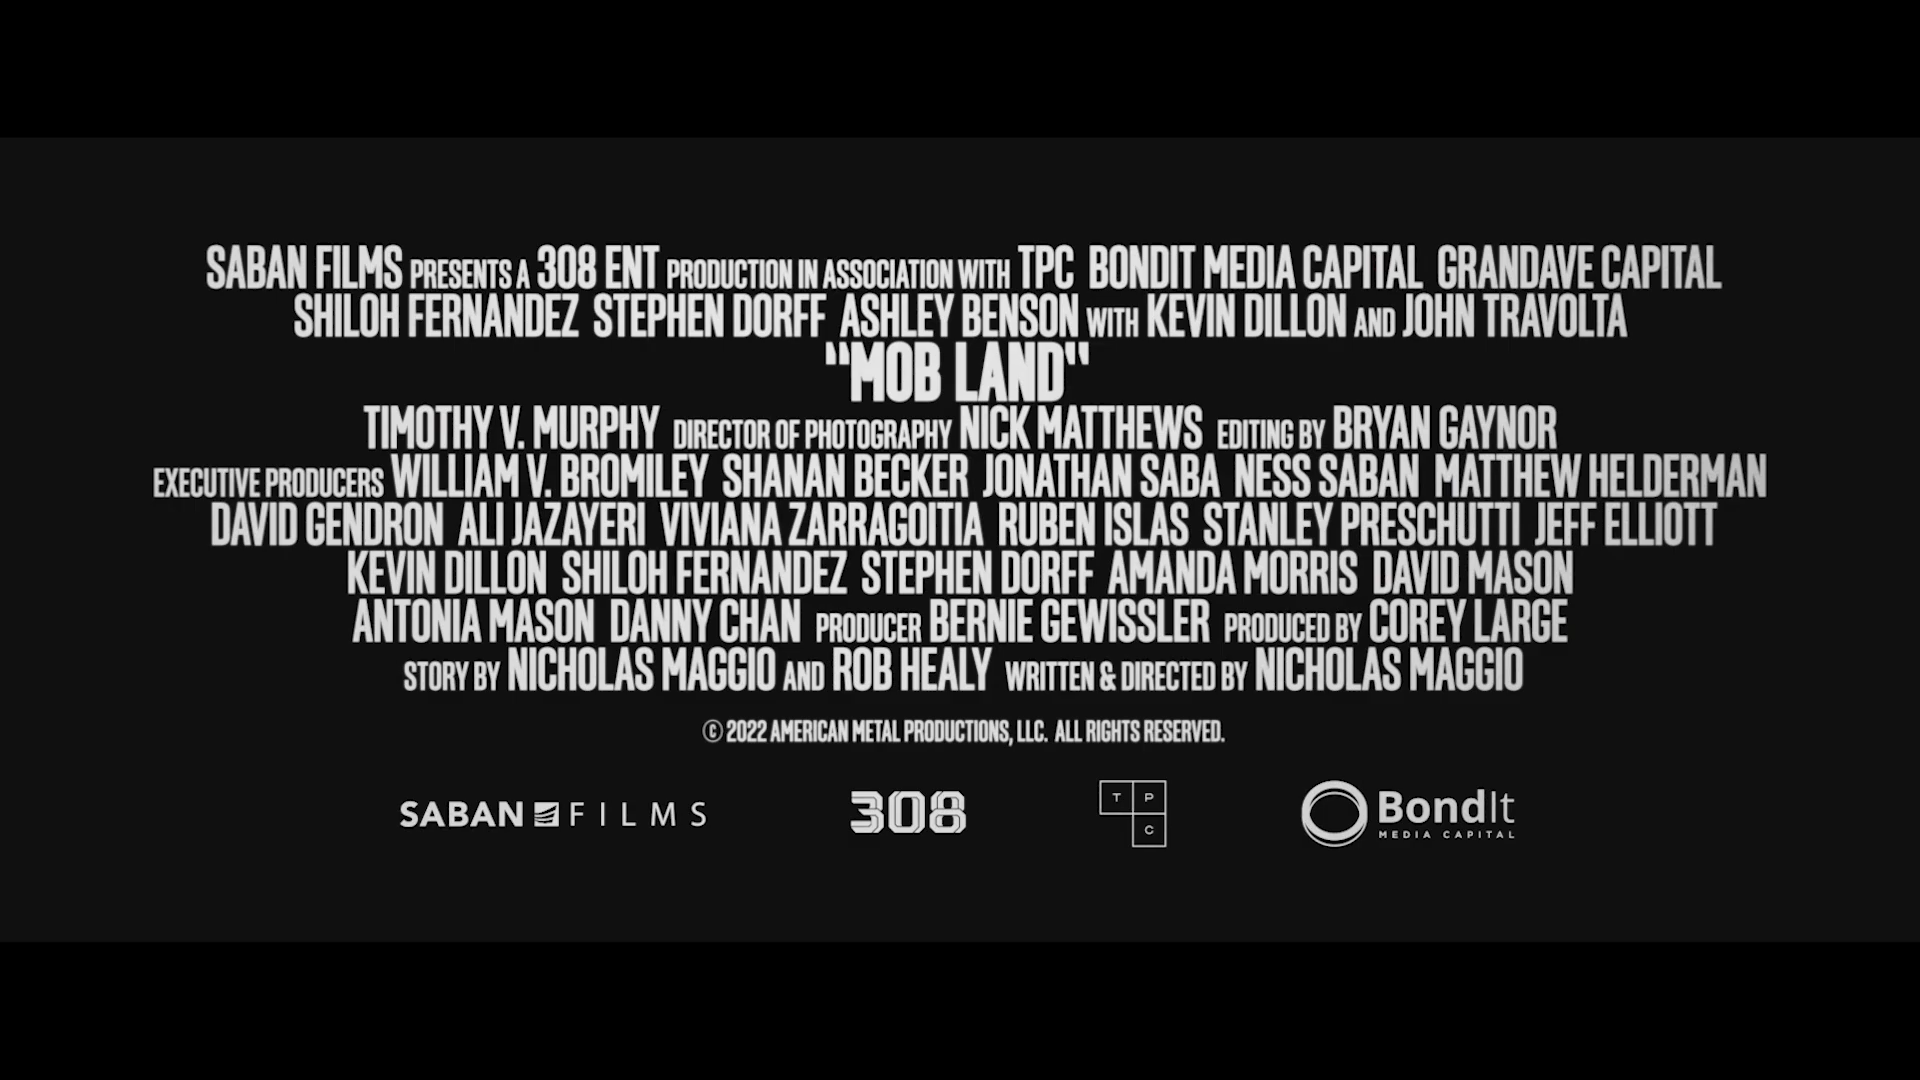 SABAN FILMS PRESENTS A 308 ENT PRODUCTION IN ASSOCIATION WITH TPC BONDIT MEDIA CAPITAL GRANDAVE CAPITAL
SHILOH FERNANDEZ STEPHEN DORFF ASHLEY BENSON WITH KEVIN DILLON AND JOHN TRAVOLTA
"MOB LAND"
TIMOTHY V. MURPHY DIRECTOR OF PHOTOGRAPHY NICK MATTHEWS EDITING BY BRYAN GAYNOR
EXECUTIVE PRODUCERS WILLIAM V. BROMILEY SHANAN BECKER JONATHAN SABA NESS SABAN MATTHEW HELDERMAN
DAVID GENDRON ALI JAZAYERI VIVIANA ZARRAGOITIA RUBEN ISLAS STANLEY PRESCHUTTI JEFF ELLIOTT
KEVIN DILLON SHILOH FERNANDEZ STEPHEN DORFF AMANDA MORRIS DAVID MASON
ANTONIA MASON DANNY CHAN PRODUCER BERNIE GEWISSLER PRODUCED BY COREY LARGE
STORY BY NICHOLAS MAGGIO AND ROB HEALY WRITTEN & DIRECTED BY NICHOLAS MAGGIO
© 2022 AMERICAN METAL PRODUCTIONS, LLC. ALL RIGHTS RESERVED.
SABAN FILMS
308
T P
C
BondIt
MEDIA CAPITAL